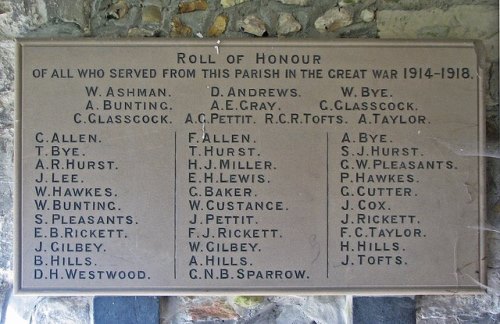 ROLL OF HONOUR
OF ALL WHO SERVED FROM THIS PARISH IN THE GREAT WAR 1914-1918.
W. ASHMAN. D. ANDREWS. W. BYE.
A. BUNTING. A.E. GRAY. G. GLASSCOCK.
C. GLASSCOCK. A.G. PETTIT. R.C.R. TOFTS. A. TAYLOR.
C. ALLEN.
T. BYE.
A.R. HURST.
J. LEE.
W. HAWKES.
W. BUNTING.
S. PLEASANTS.
E.B. RICKETT.
J. GILBEY.
B. HILLS.
D.H. WESTWOOD.
F. ALLEN.
T. HURST.
H.J. MILLER.
E.H. LEWIS.
G. BAKER.
W. CUSTANCE.
J. PETTIT.
F.J. RICKETT.
W. GILBEY.
A. HILLS.
G.N.B. SPARROW.
A. BYE.
S.J. HURST.
G.W. PLEASANTS.
P. HAWKES.
G. CUTTER.
J. COX.
J. RICKETT.
F.C. TAYLOR.
H. HILLS.
J. TOFTS.